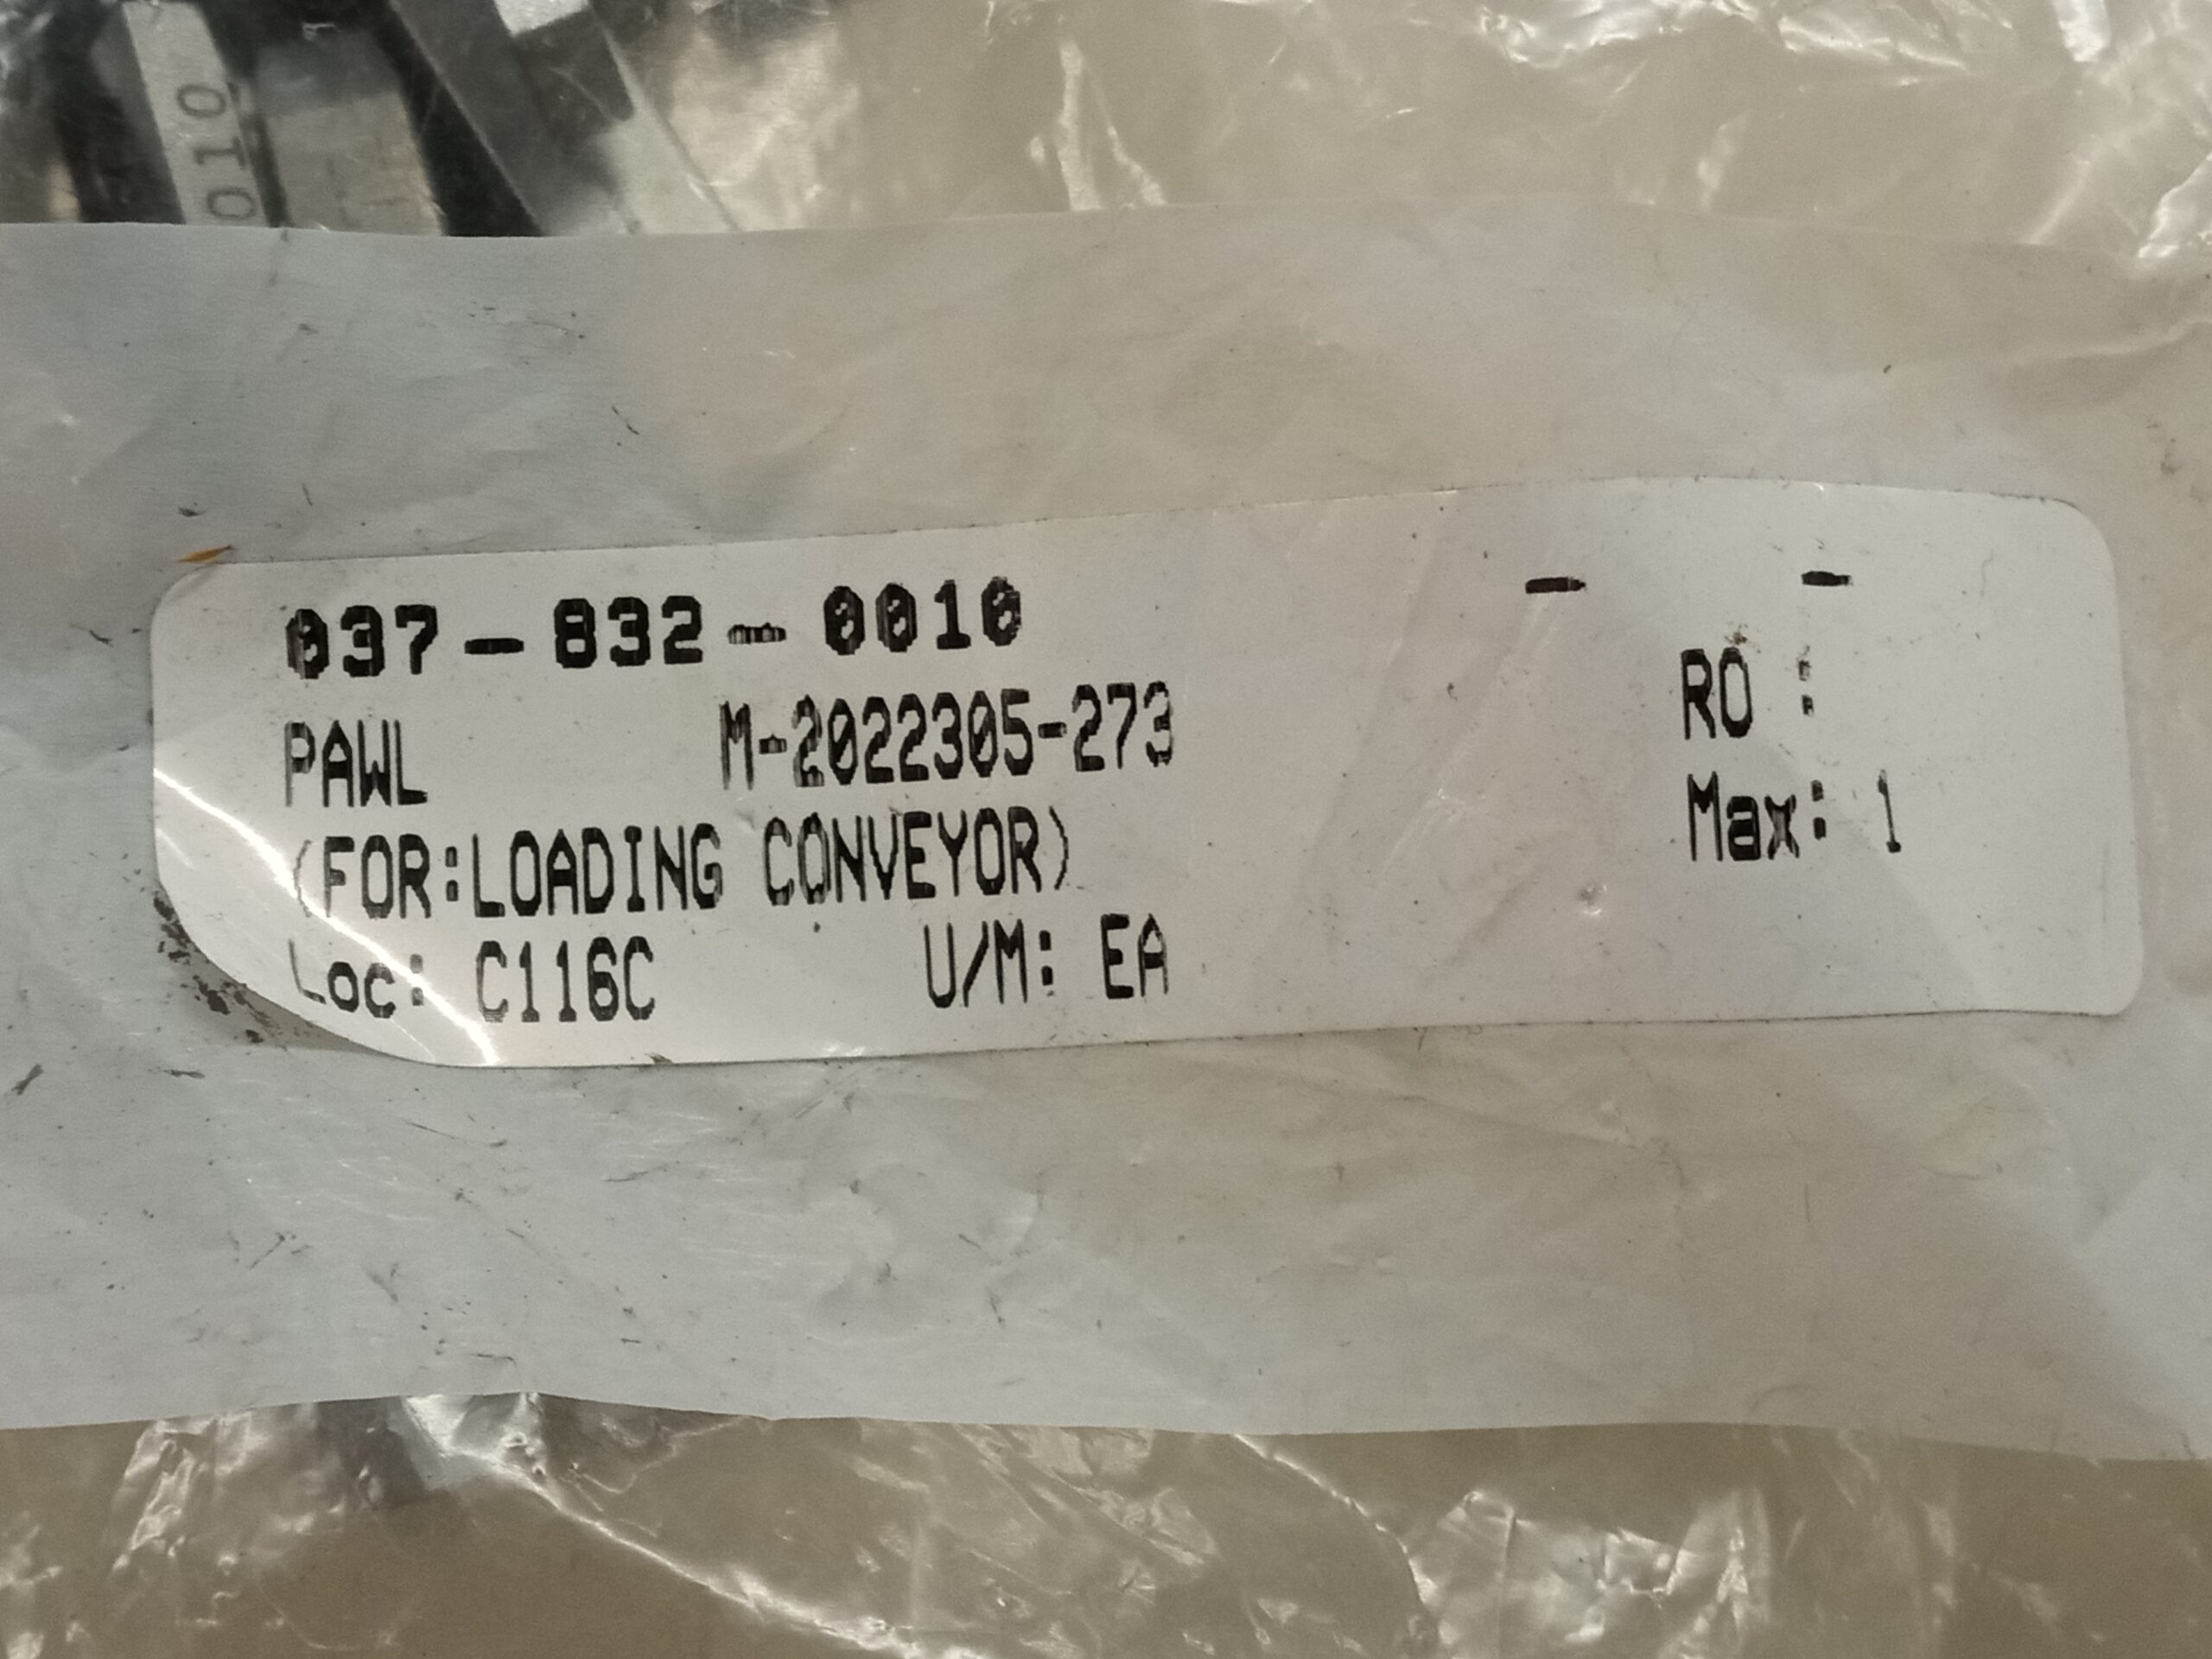 010
037-832-0010 - -
PAWL M-2022305-273 RO :
(FOR:LOADING CONVEYOR) Max: 1
Loc: C116C U/M: EA